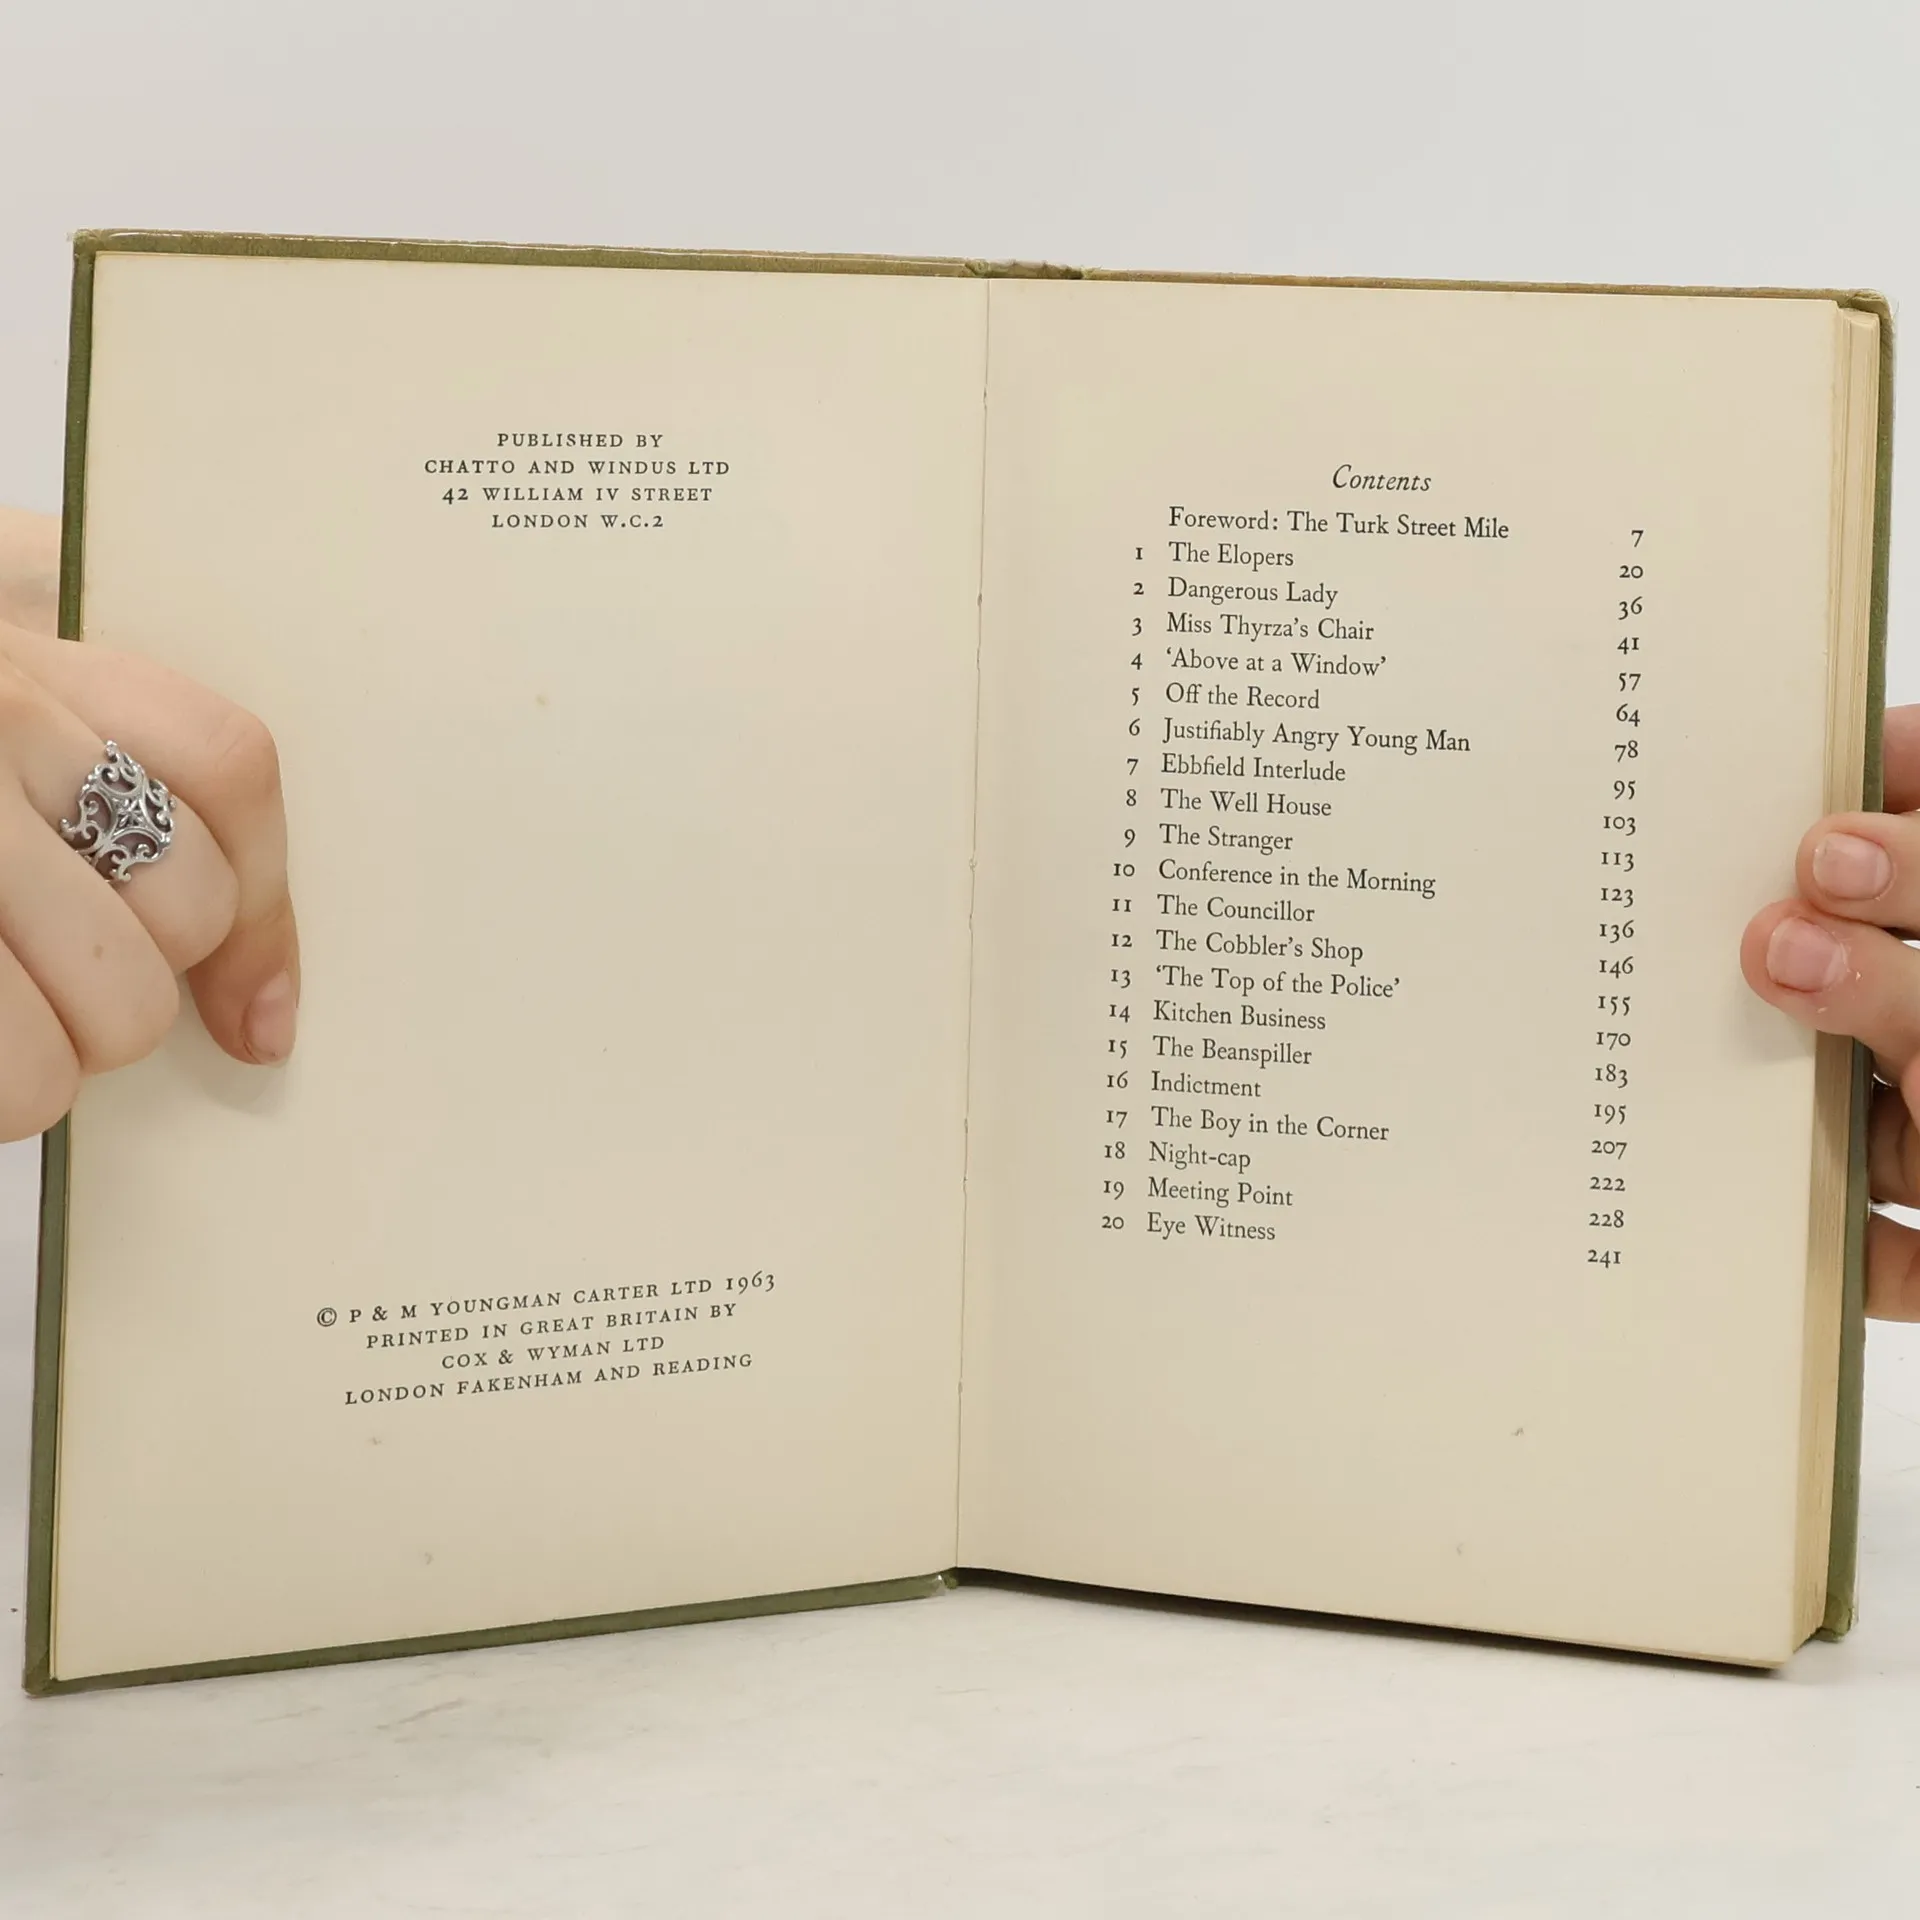 PUBLISHED BY
CHATTO AND WINDUS LTD
42 WILLIAM IV STREET
LONDON W.C.2
© P & M YOUNGMAN CARTER LTD 1963
PRINTED IN GREAT BRITAIN BY
COX & WYMAN LTD
LONDON FAKENHAM AND READING
Contents
Foreword: The Turk Street Mile 7
1 The Elopers 20
2 Dangerous Lady 36
3 Miss Thyrza's Chair 41
4 ‘Above at a Window’ 57
5 Off the Record 64
6 Justifiably Angry Young Man 78
7 Ebbfield Interlude 95
8 The Well House 103
9 The Stranger 113
10 Conference in the Morning 123
11 The Councillor 136
12 The Cobbler's Shop 146
13 ‘The Top of the Police’ 155
14 Kitchen Business 170
15 The Beanspiller 183
16 Indictment 195
17 The Boy in the Corner 207
18 Night-cap 222
19 Meeting Point 228
20 Eye Witness 241